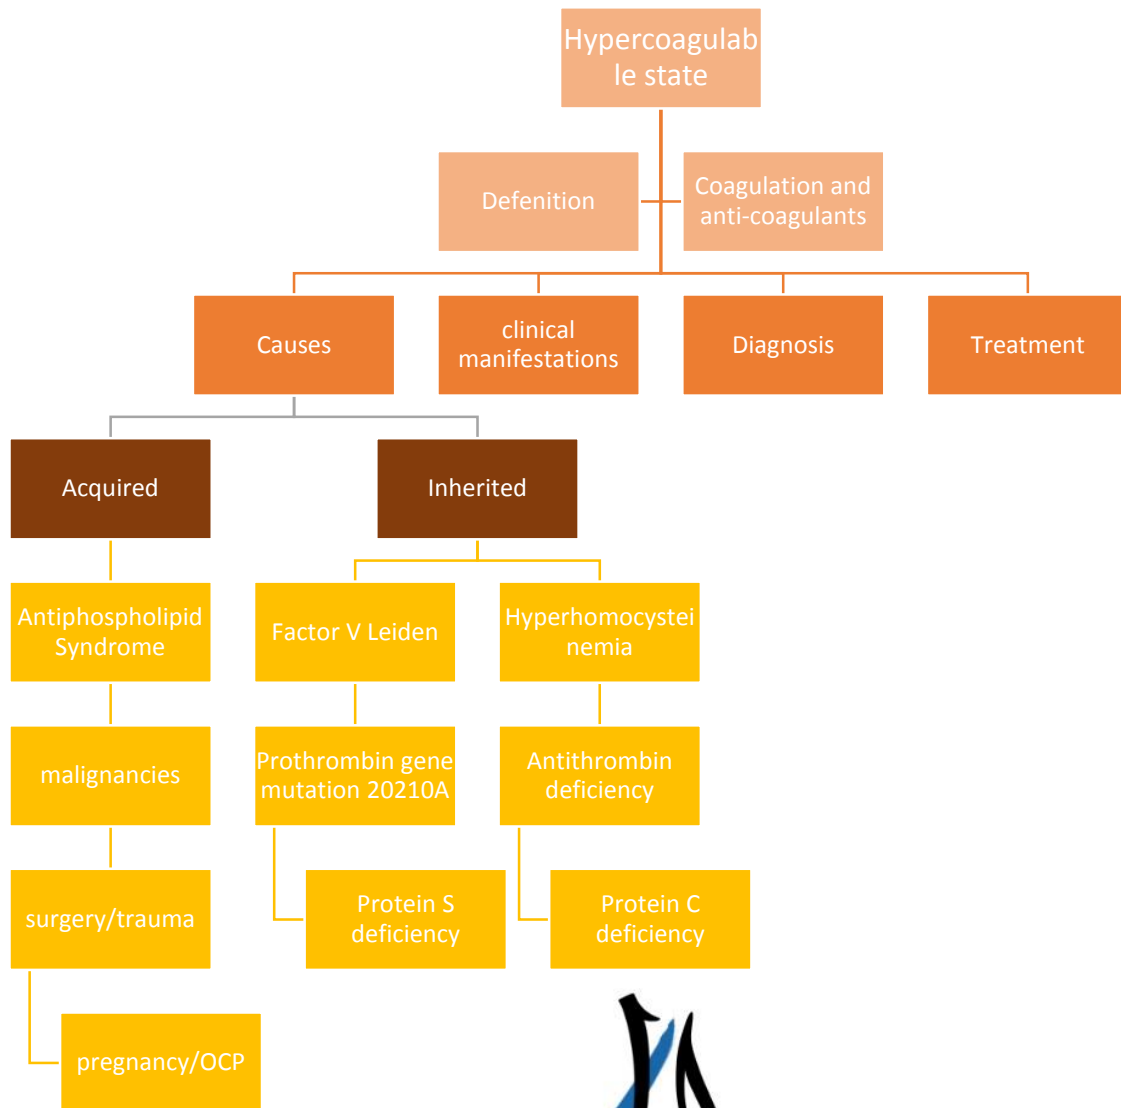 Hypercoagulab
le state
Defenition
Coagulation and
anti-coagulants
Causes
clinical
manifestations
Diagnosis
Treatment
Acquired
Inherited
Antiphospholipid
Syndrome
Factor V Leiden
Hyperhomocystei
nemia
malignancies
Prothrombin gene
mutation 20210A
Antithrombin
deficiency
surgery/trauma
Protein S
deficiency
Protein C
deficiency
pregnancy/OCP